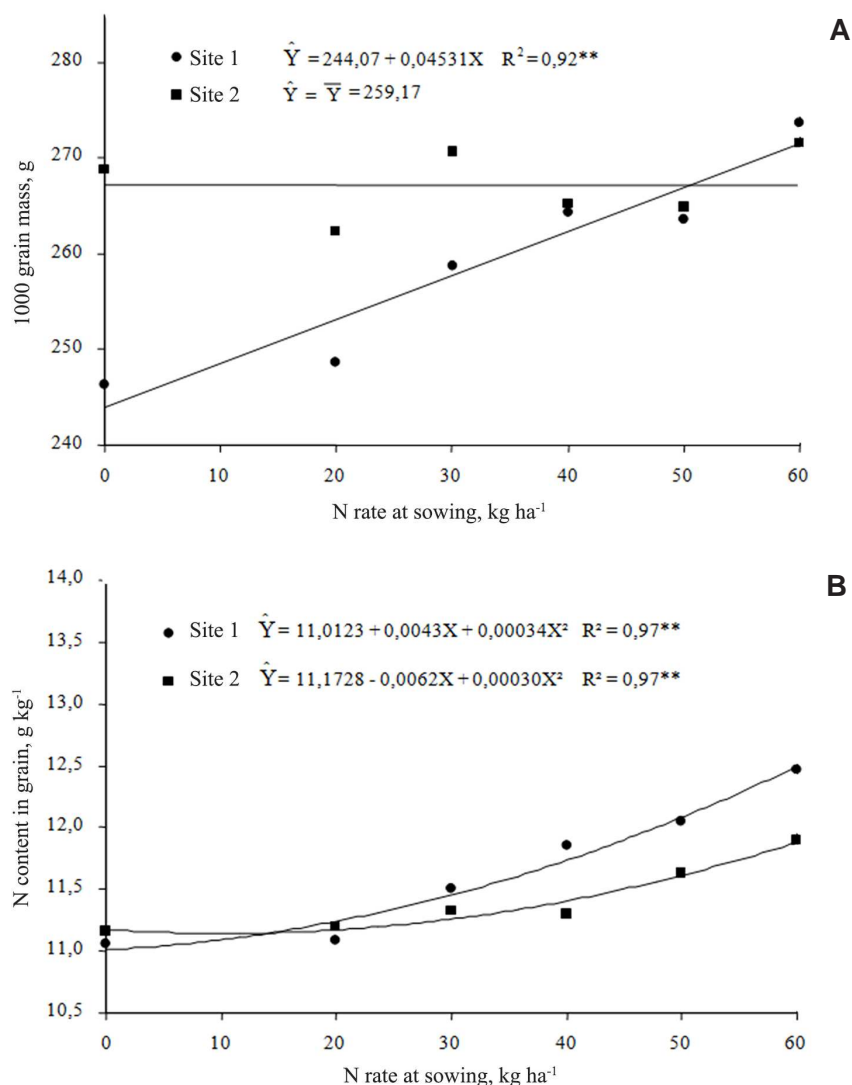 A
● Site 1 Ŷ = 244,07 + 0,04531X R² = 0,92**
■ Site 2 Ŷ = Y̅ = 259,17
280
270
260
250
240
1000 grain mass, g
0 10 20 30 40 50 60
N rate at sowing, kg ha⁻¹
B
● Site 1 Ŷ = 11,0123 + 0,0043X + 0,00034X² R² = 0,97**
■ Site 2 Ŷ = 11,1728 - 0,0062X + 0,00030X² R² = 0,97**
14,0
13,5
13,0
12,5
12,0
11,5
11,0
10,5
N content in grain, g kg⁻¹
0 10 20 30 40 50 60
N rate at sowing, kg ha⁻¹